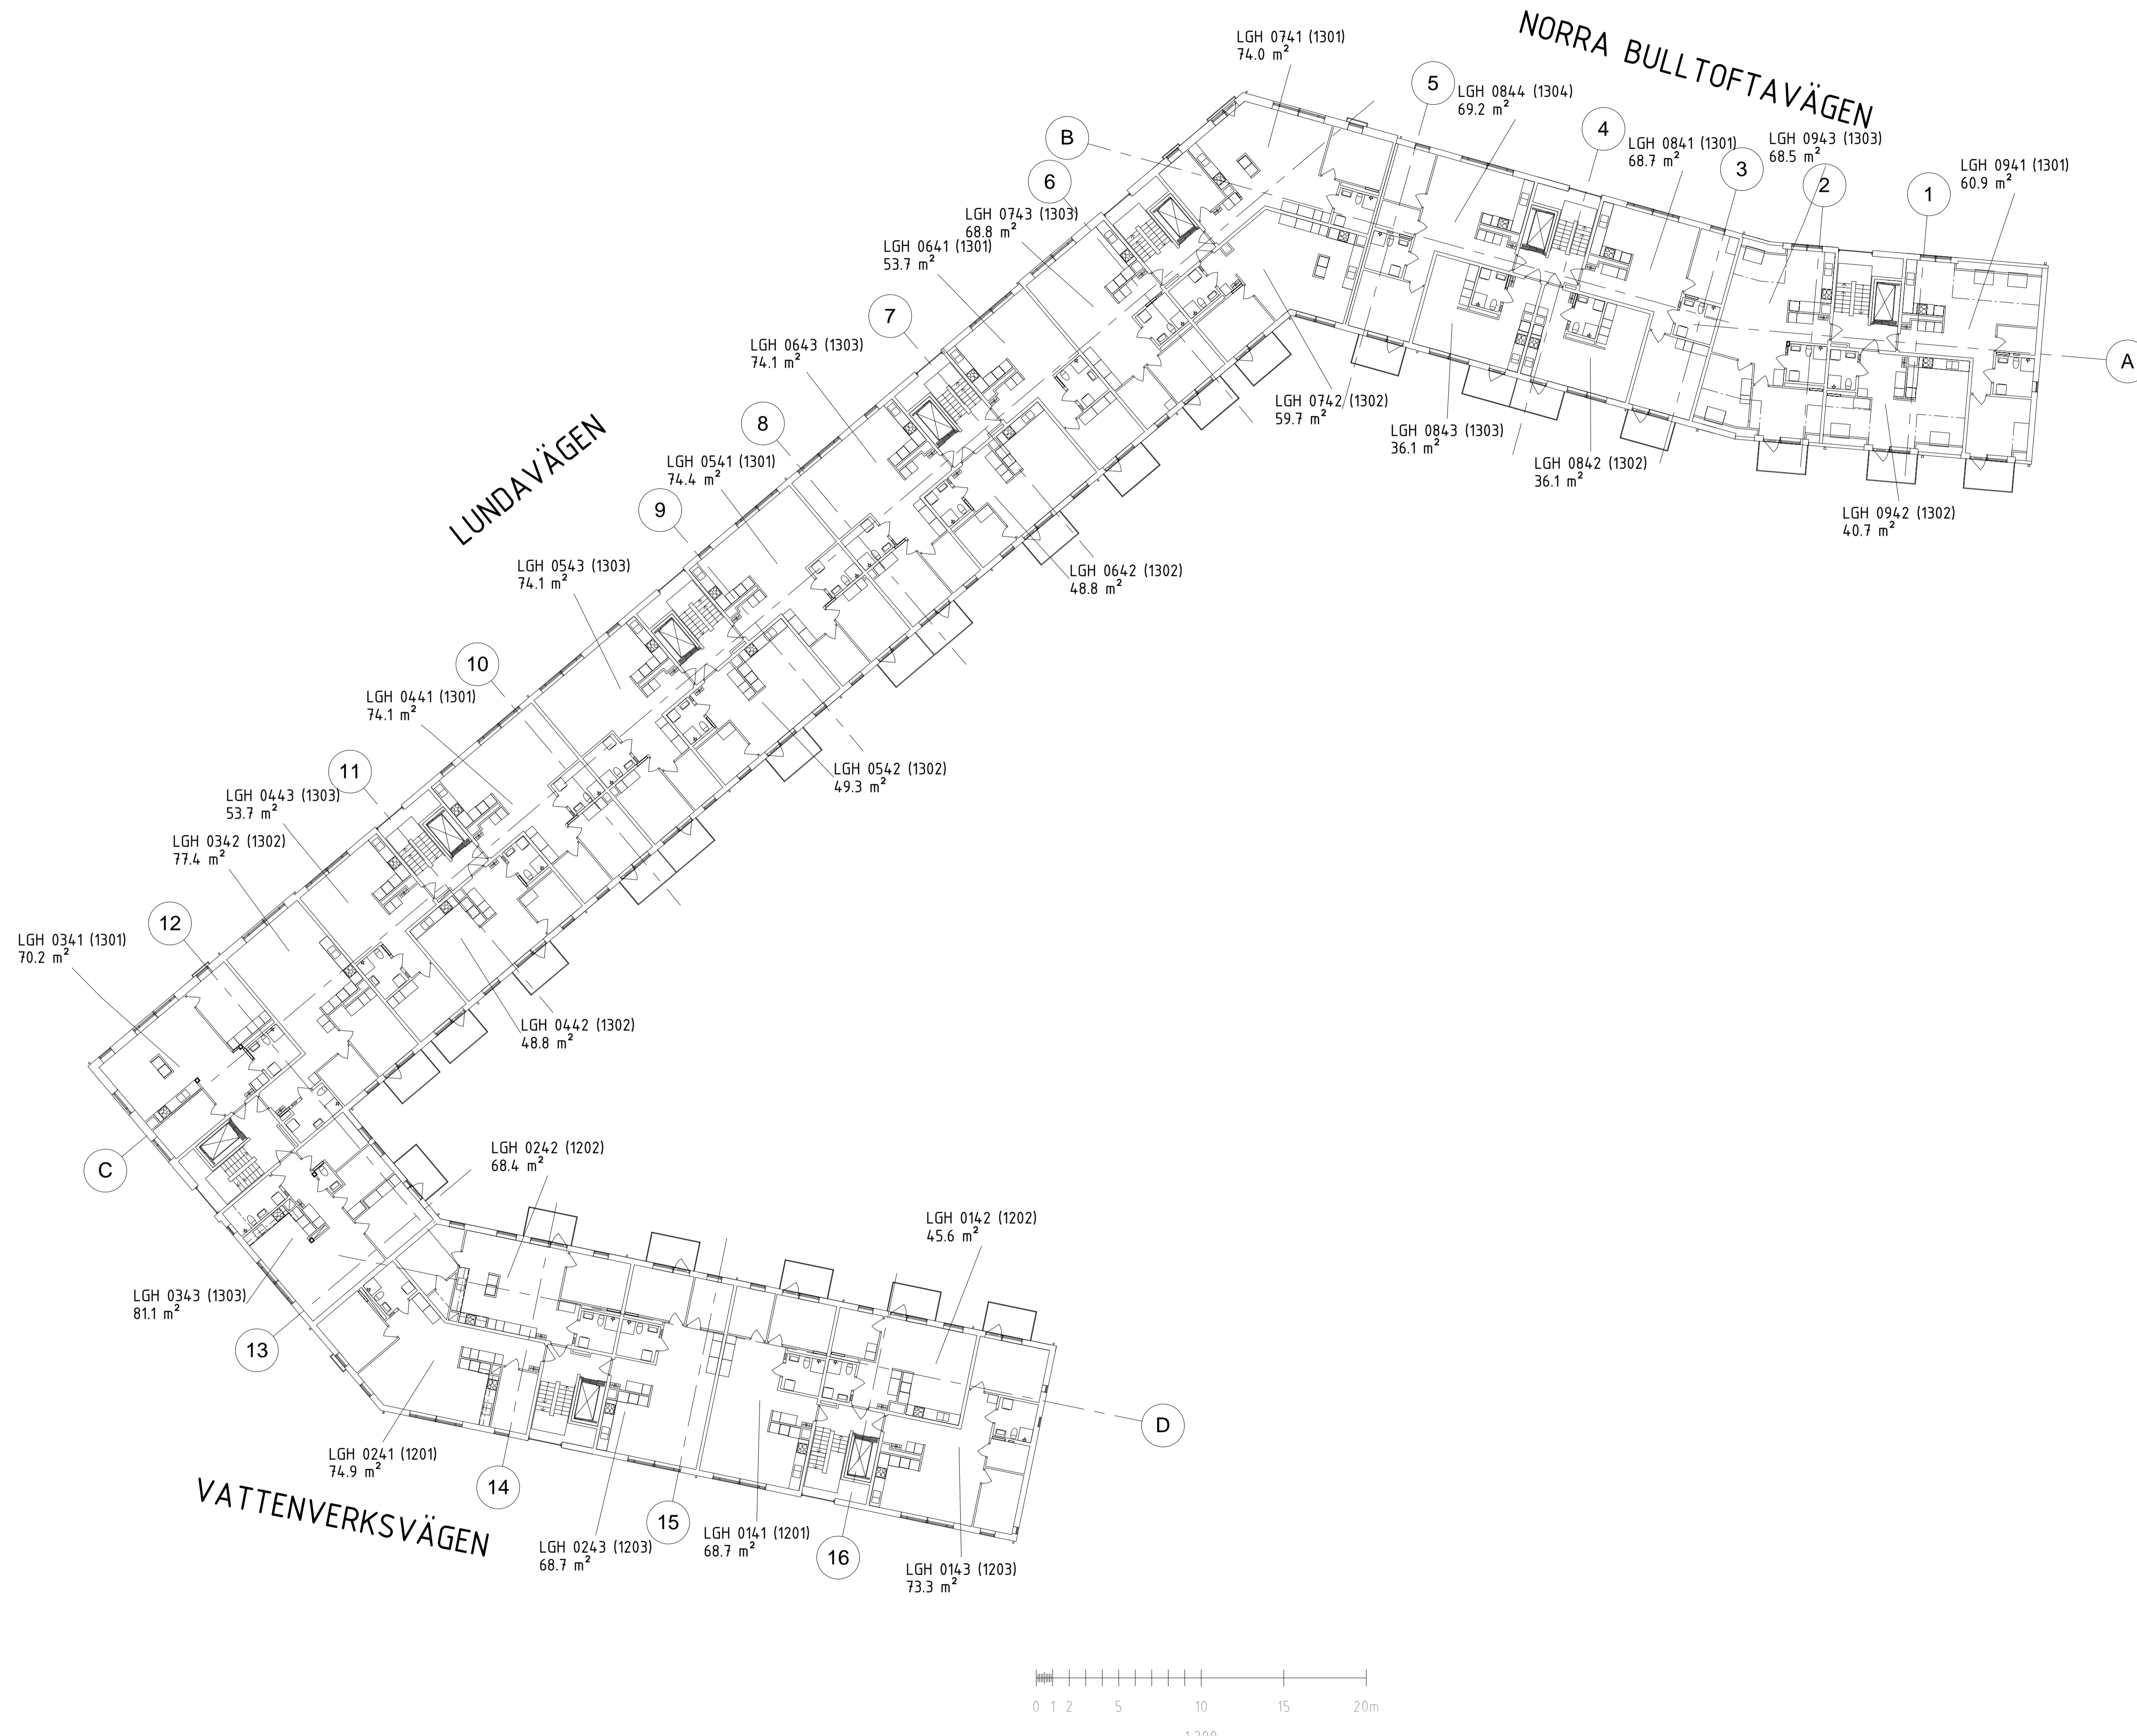 NORRA BULLTOFTAVÄGEN
LGH 0741 (1301)
74.0 m²
5
LGH 0844 (1304)
69.2 m²
B
4
LGH 0841 (1301)
68.7 m²
LGH 0943 (1303)
68.5 m²
3
2
LGH 0941 (1301)
60.9 m²
1
6
LGH 0743 (1303)
68.8 m²
LGH 0641 (1301)
53.7 m²
7
LGH 0643 (1303)
74.1 m²
A
LGH 0742 (1302)
59.7 m²
LGH 0843 (1303)
36.1 m²
LGH 0842 (1302)
36.1 m²
LGH 0942 (1302)
40.7 m²
LUNDAVÄGEN
8
LGH 0541 (1301)
74.4 m²
9
LGH 0543 (1303)
74.1 m²
LGH 0642 (1302)
48.8 m²
10
LGH 0441 (1301)
74.1 m²
11
LGH 0542 (1302)
49.3 m²
LGH 0443 (1303)
53.7 m²
LGH 0342 (1302)
77.4 m²
12
LGH 0341 (1301)
70.2 m²
LGH 0442 (1302)
48.8 m²
C
LGH 0242 (1202)
68.4 m²
LGH 0142 (1202)
45.6 m²
LGH 0343 (1303)
81.1 m²
13
D
LGH 0241 (1201)
74.9 m²
14
VATTENVERKSVÄGEN
15
LGH 0243 (1203)
68.7 m²
LGH 0141 (1201)
68.7 m²
16
LGH 0143 (1203)
73.3 m²
0 1 2 5 10 15 20m